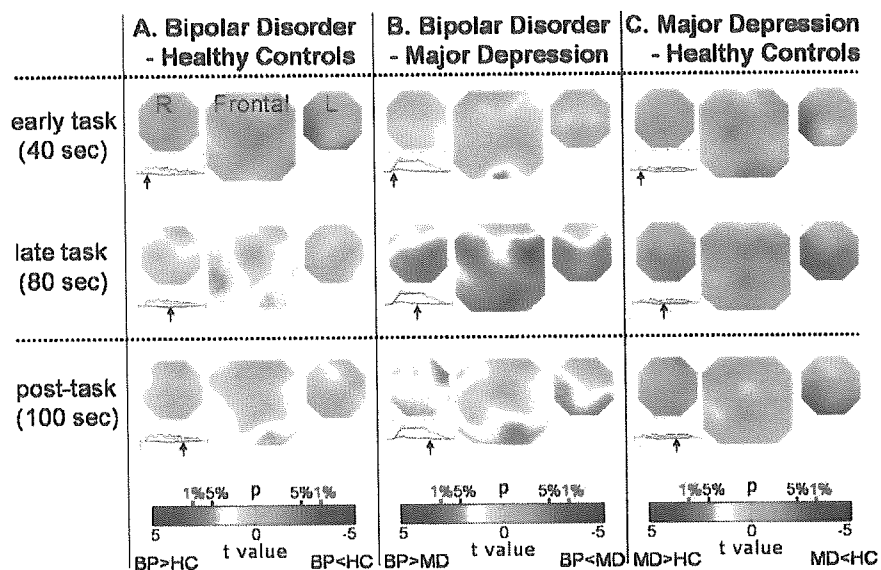 A. Bipolar Disorder - Healthy Controls
B. Bipolar Disorder - Major Depression
C. Major Depression - Healthy Controls
early task (40 sec)
R Frontal L
late task (80 sec)
post-task (100 sec)
1% 5% p 5% 1%
5 0 -5
t value
BP>HC BP<HC
1% 5% p 5% 1%
5 0 -5
t value
BP>MD BP<MD
1% 5% p 5% 1%
5 0 -5
t value
MD>HC MD<HC